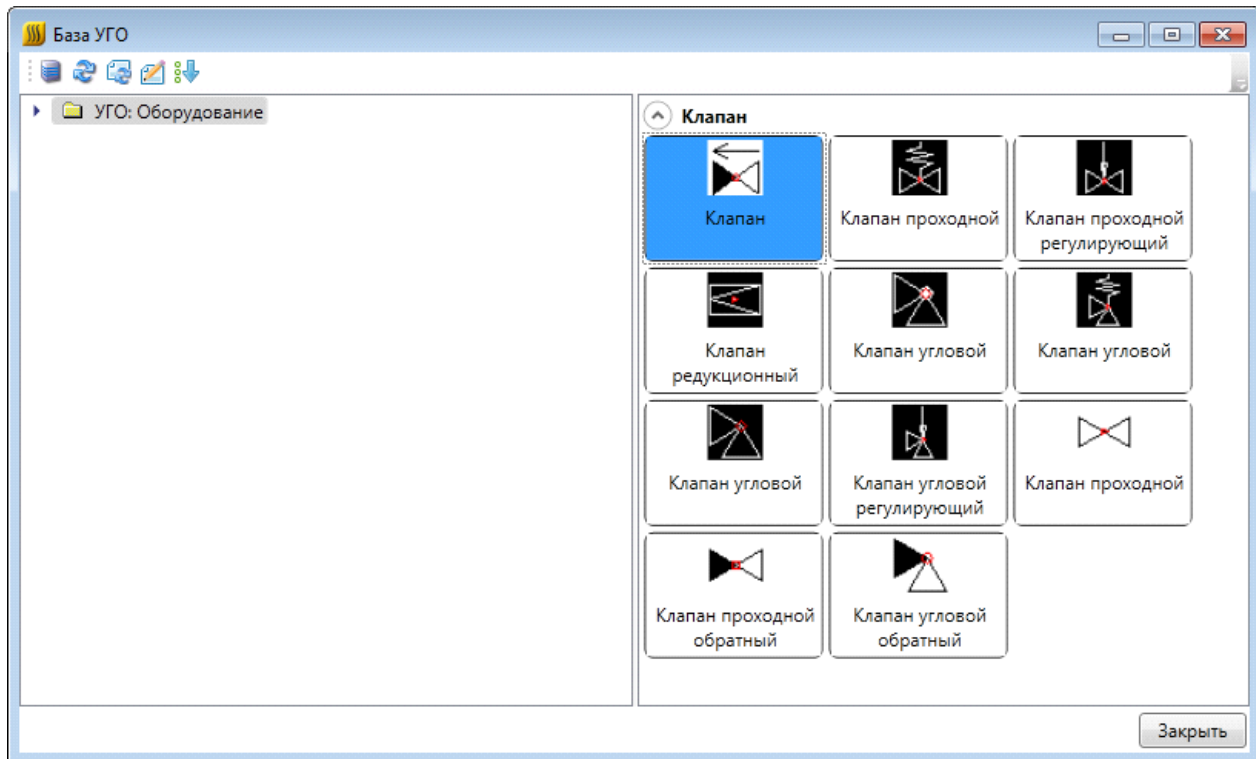 База УГО
УГО: Оборудование
Клапан
Клапан
Клапан проходной
Клапан проходной
регулирующий
Клапан
редукционный
Клапан угловой
Клапан угловой
Клапан угловой
Клапан угловой
регулирующий
Клапан проходной
Клапан проходной
обратный
Клапан угловой
обратный
Закрыть